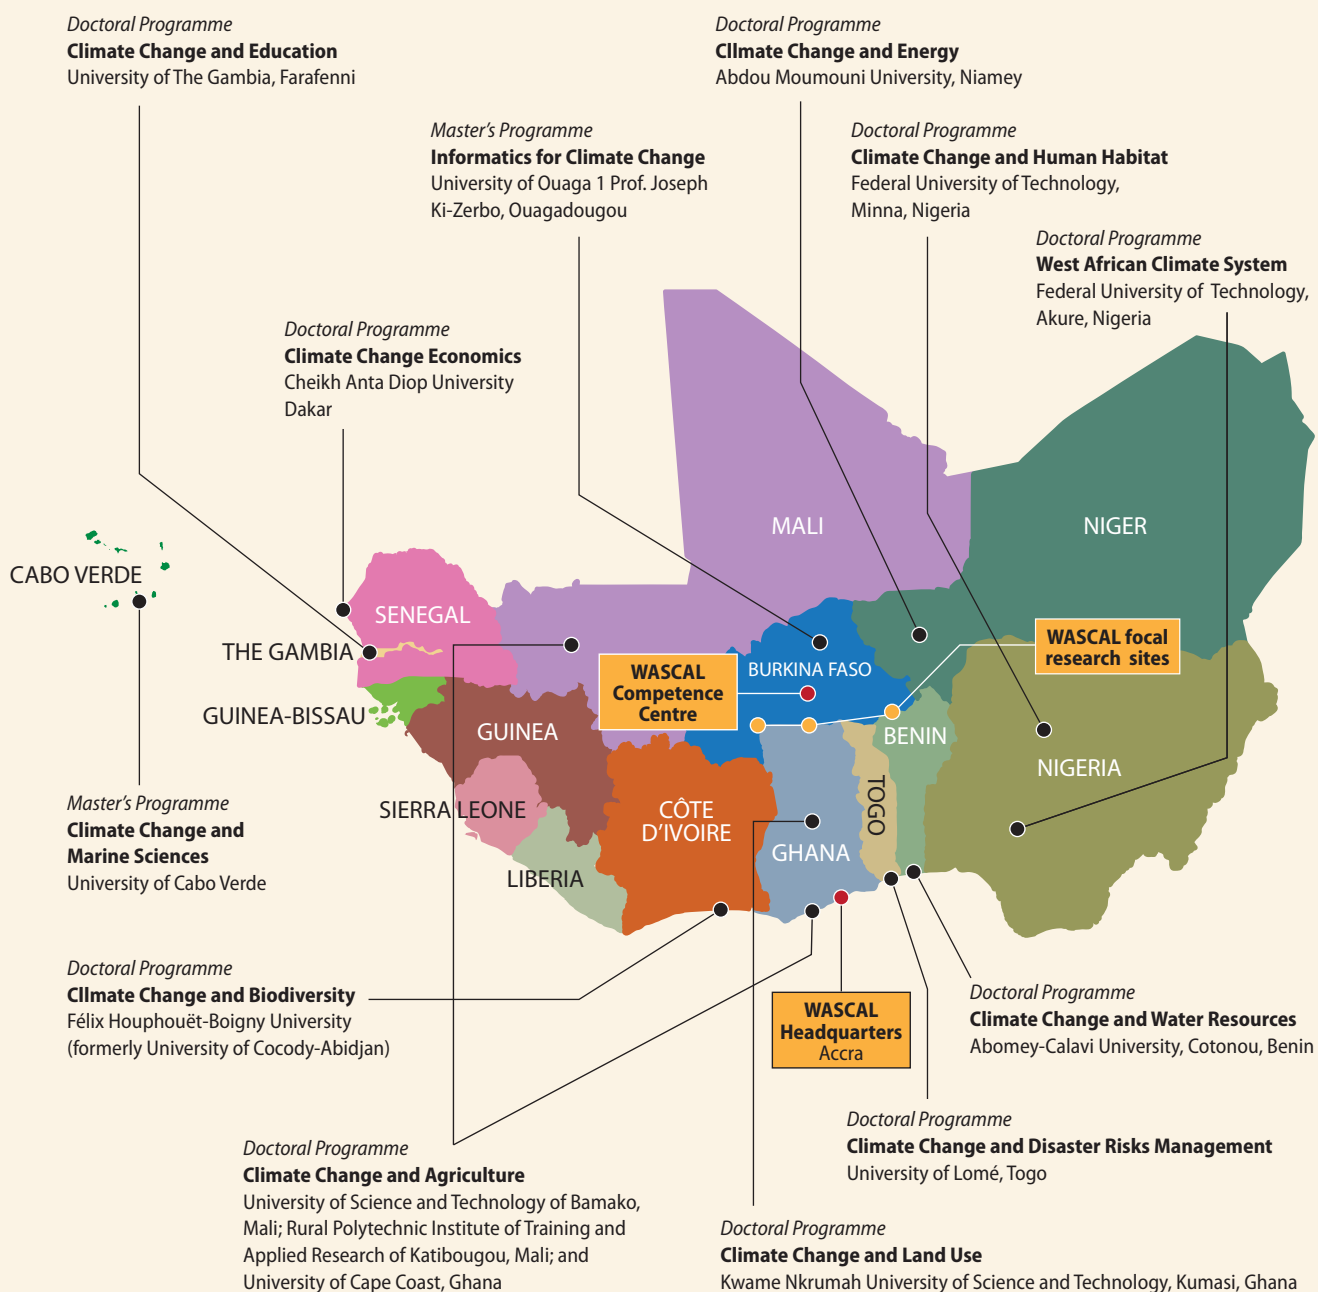 Doctoral Programme
Climate Change and Education
University of The Gambia, Farafenni
Doctoral Programme
ClImate Change and Energy
Abdou Moumouni University, Niamey
Master's Programme
Informatics for Climate Change
University of Ouaga 1 Prof. Joseph
Ki-Zerbo, Ouagadougou
Doctoral Programme
Climate Change and Human Habitat
Federal University of Technology,
Minna, Nigeria
Doctoral Programme
West African Climate System
Federal University of Technology,
Akure, Nigeria
Doctoral Programme
Climate Change Economics
Cheikh Anta Diop University
Dakar
MALI
NIGER
CABO VERDE
SENEGAL
THE GAMBIA
WASCAL focal
research sites
WASCAL
Competence
Centre
BURKINA FASO
GUINEA-BISSAU
GUINEA
BENIN
NIGERIA
SIERRA LEONE
CÔTE
D'IVOIRE
TOGO
GHANA
LIBERIA
Master's Programme
Climate Change and
Marine Sciences
University of Cabo Verde
Doctoral Programme
ClImate Change and Biodiversity
Félix Houphouët-Boigny University
(formerly University of Cocody-Abidjan)
WASCAL
Headquarters
Accra
Doctoral Programme
Climate Change and Water Resources
Abomey-Calavi University, Cotonou, Benin
Doctoral Programme
Climate Change and Disaster Risks Management
University of Lomé, Togo
Doctoral Programme
Climate Change and Agriculture
University of Science and Technology of Bamako,
Mali; Rural Polytechnic Institute of Training and
Applied Research of Katibougou, Mali; and
University of Cape Coast, Ghana
Doctoral Programme
Climate Change and Land Use
Kwame Nkrumah University of Science and Technology, Kumasi, Ghana